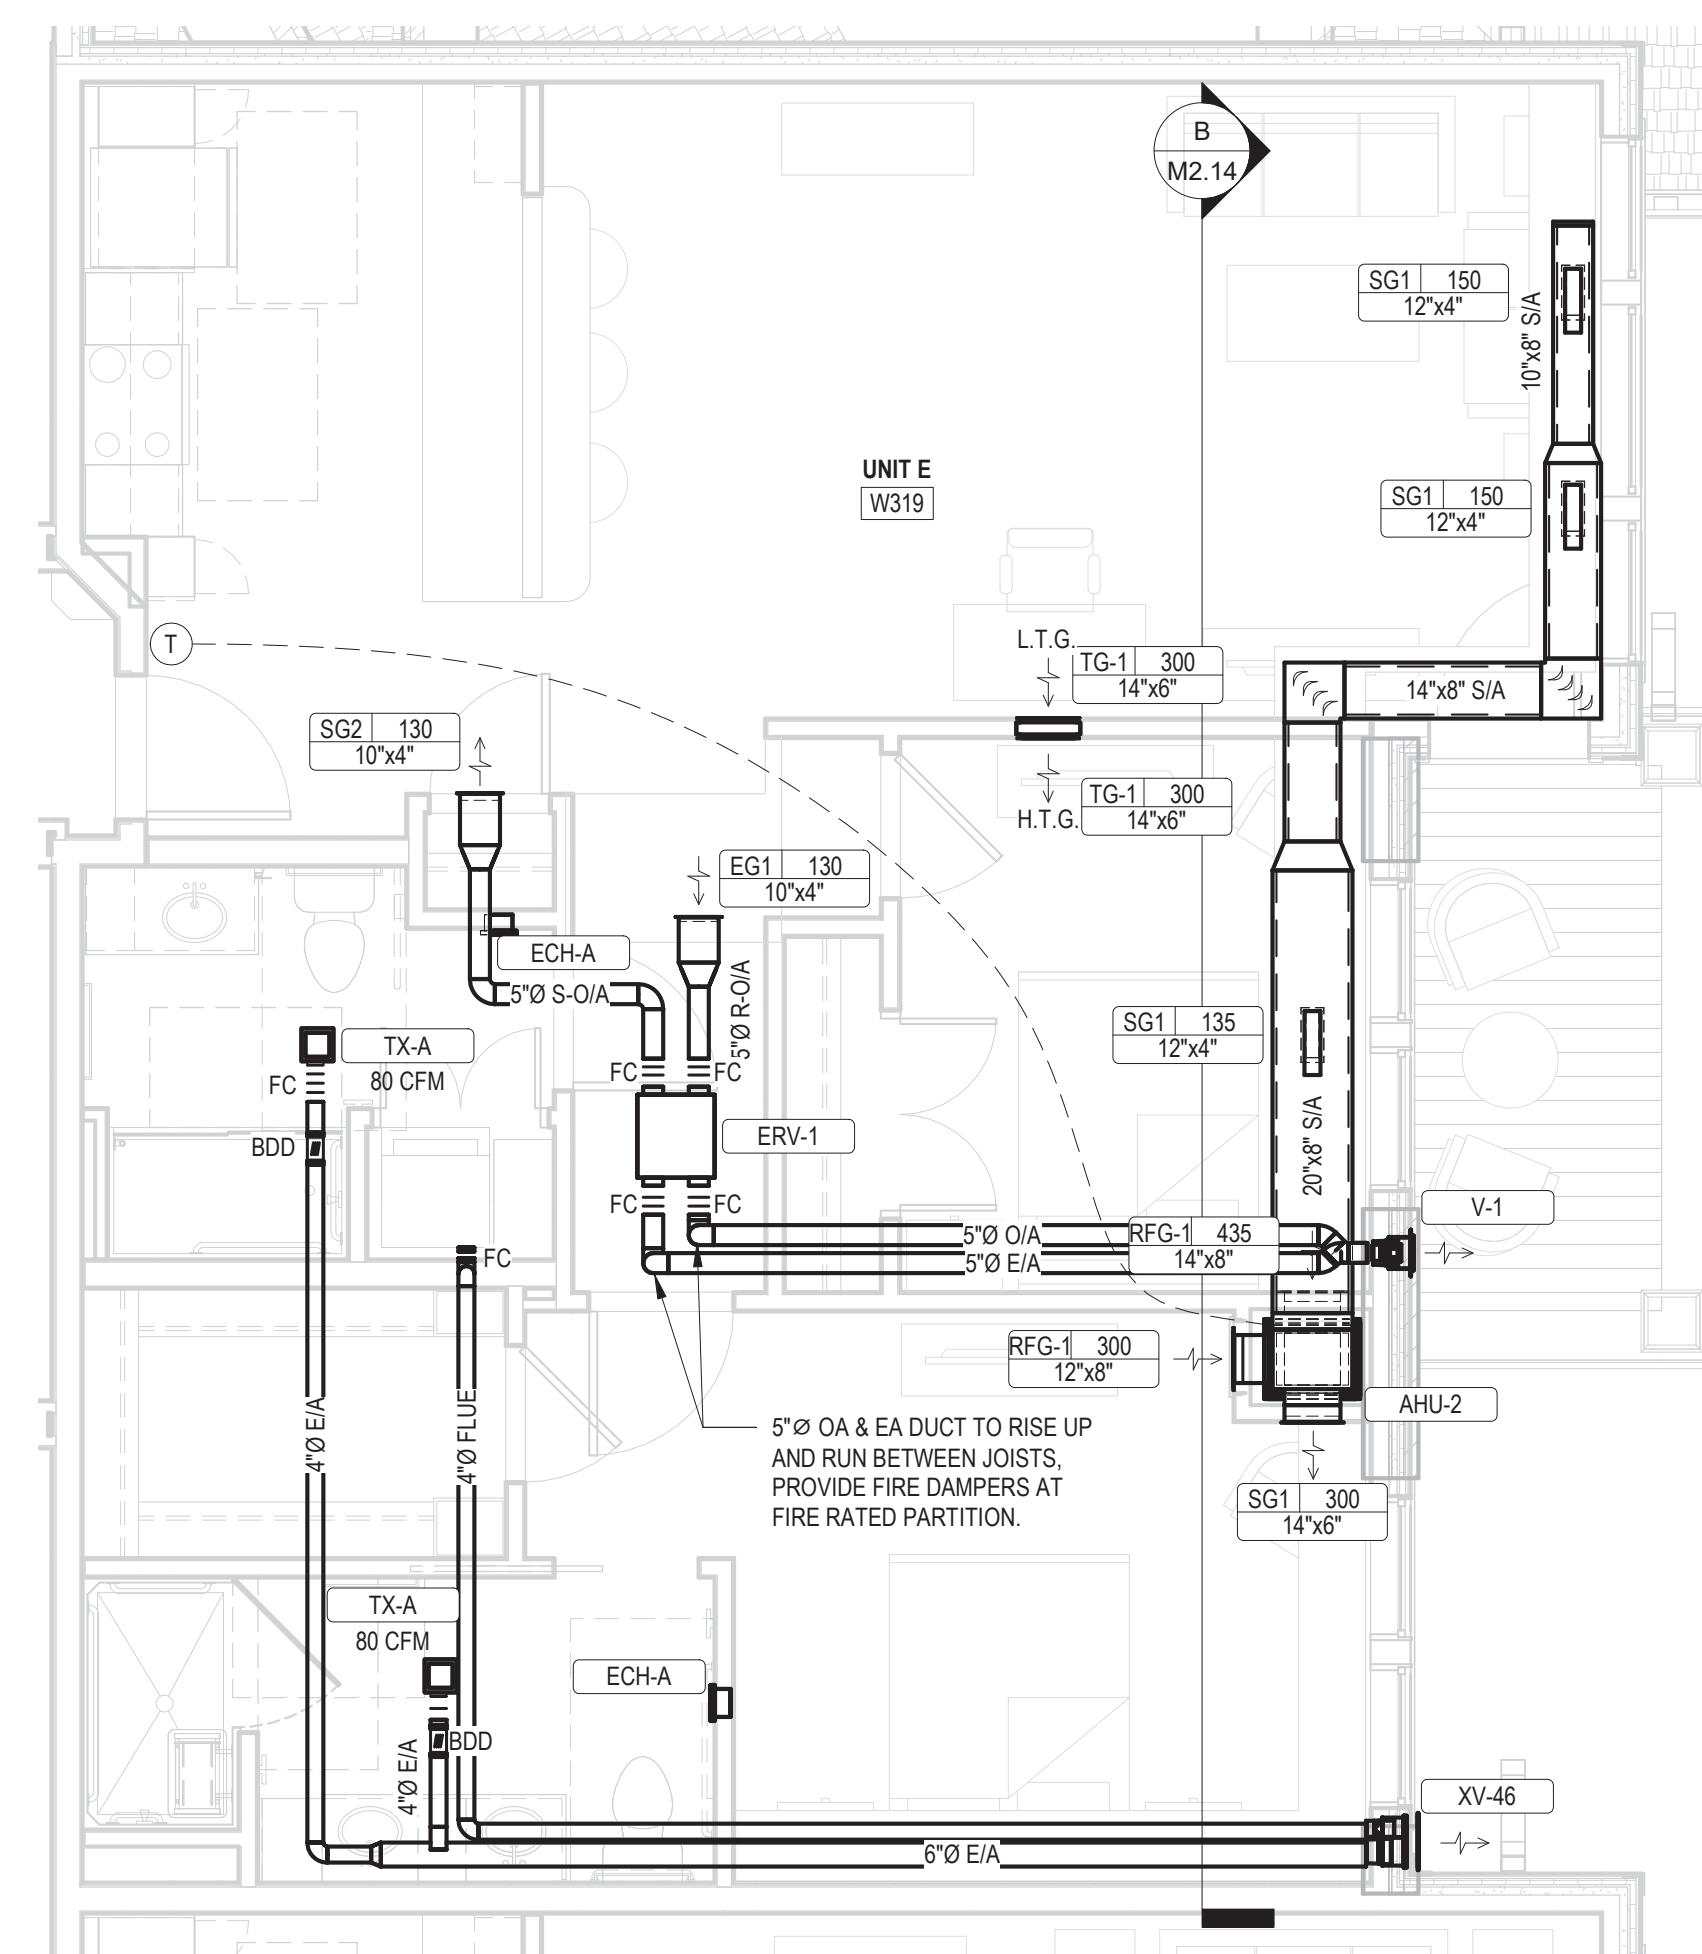 B
M2.14
SG1 150
12"x4"
10"x8" S/A
UNIT E
W319
SG1 150
12"x4"
T
L.T.G.
TG-1 300
14"x6"
14"x8" S/A
SG2 130
10"x4"
TG-1 300
14"x6"
H.T.G.
EG1 130
10"x4"
ECH-A
5"Ø S-O/A
5"Ø R-O/A
SG1 135
12"x4"
TX-A
80 CFM
FC
FC
FC
BDD
ERV-1
20"x8" S/A
FC
FC
V-1
5"Ø O/A
RFG-1 435
14"x8"
5"Ø E/A
FC
RFG-1 300
12"x8"
AHU-2
4"Ø E/A
4"Ø FLUE
5"Ø OA & EA DUCT TO RISE UP
AND RUN BETWEEN JOISTS,
PROVIDE FIRE DAMPERS AT
FIRE RATED PARTITION.
SG1 300
14"x6"
TX-A
80 CFM
ECH-A
BDD
4"Ø E/A
XV-46
6"Ø E/A